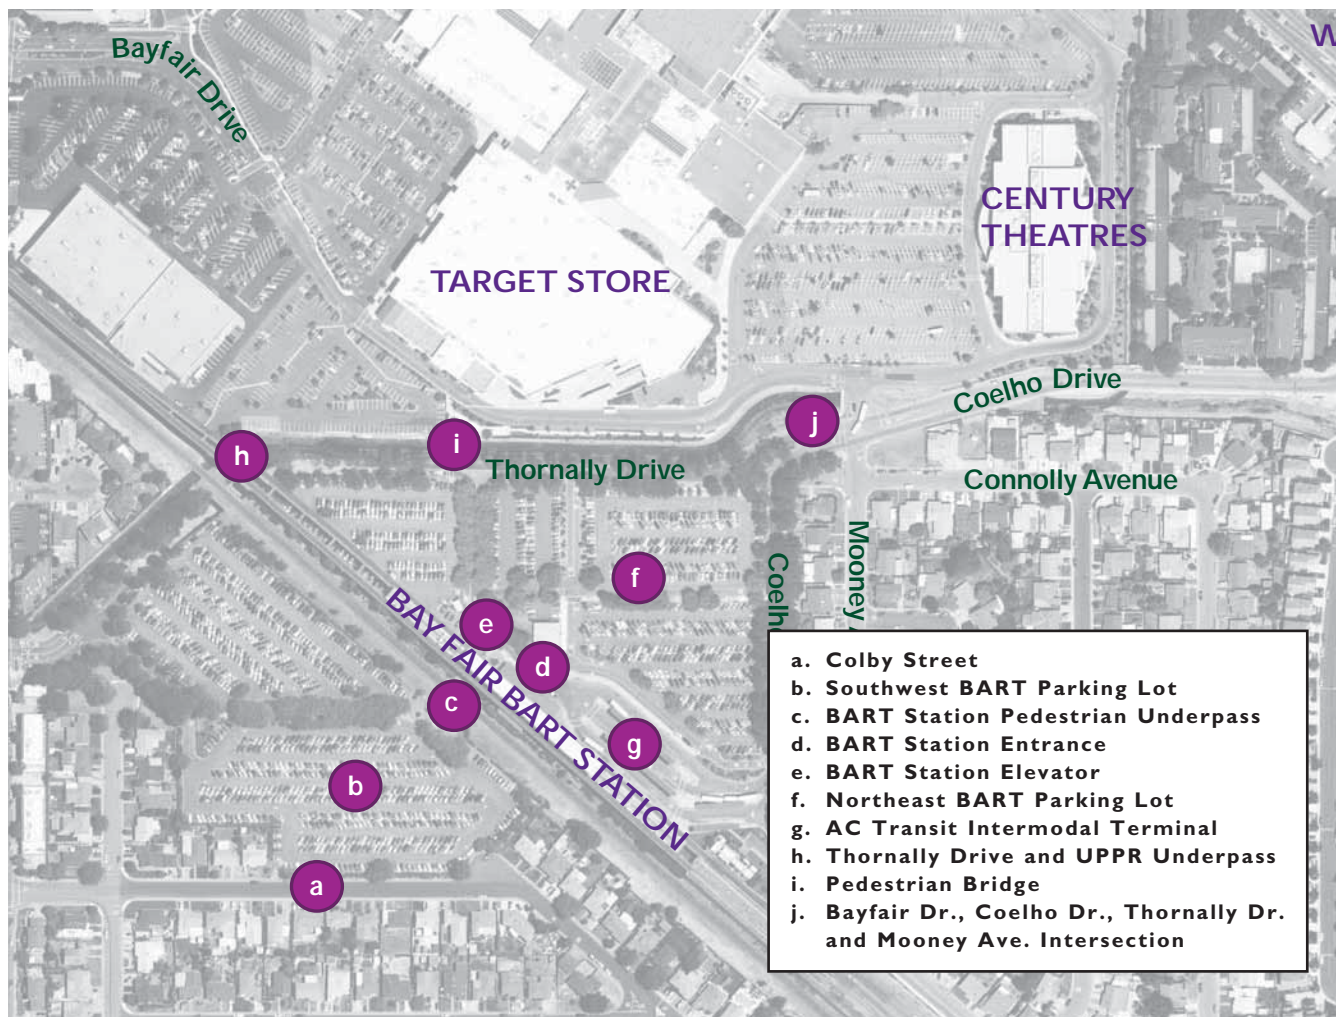 Bayfair Drive
W
CENTURY
THEATRES
TARGET STORE
Coelho Drive
j
i
h
Thornally Drive
Connolly Avenue
Mooney
Coelh
f
BAY FAIR BART STATION
e
d
c
g
b
a
a. Colby Street
b. Southwest BART Parking Lot
c. BART Station Pedestrian Underpass
d. BART Station Entrance
e. BART Station Elevator
f. Northeast BART Parking Lot
g. AC Transit Intermodal Terminal
h. Thornally Drive and UPPR Underpass
i. Pedestrian Bridge
j. Bayfair Dr., Coelho Dr., Thornally Dr.
and Mooney Ave. Intersection